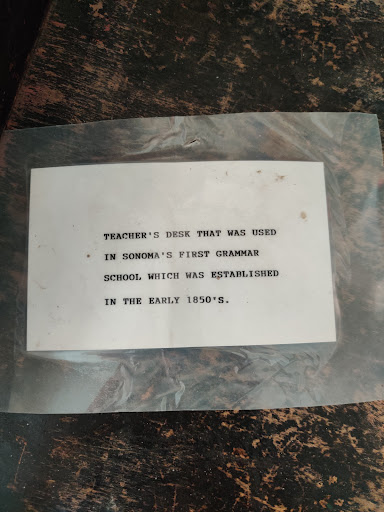 TEACHER'S DESK THAT WAS USED
IN SONOMA'S FIRST GRAMMAR
SCHOOL WHICH WAS ESTABLISHED
IN THE EARLY 1850'S.